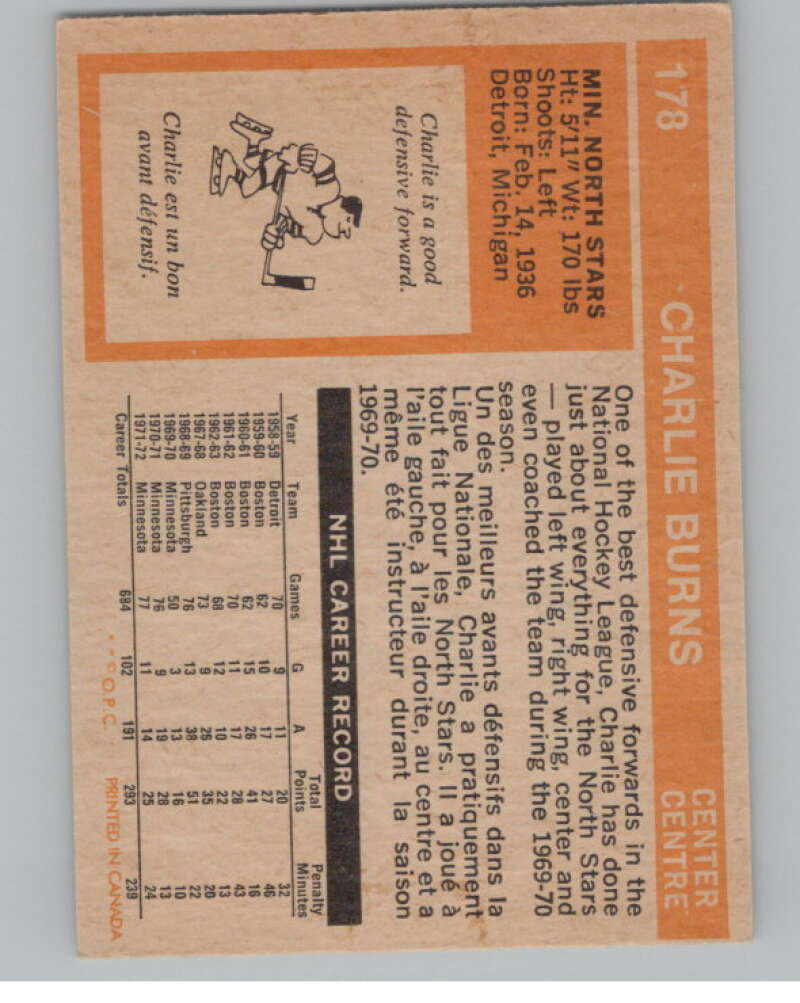 178 CHARLIE BURNS CENTER
CENTRE
MIN. NORTH STARS
Ht: 5'11" Wt: 170 lbs
Shoots: Left
Born: Feb. 14, 1936
Detroit, Michigan
Charlie is a good
defensive forward.
Charlie est un bon
avant défensif.
One of the best defensive forwards in the
National Hockey League, Charlie has done
just about everything for the North Stars
— played left wing, right wing, center and
even coached the team during the 1969-70
season.
Un des meilleurs avants défensifs dans la
Ligue Nationale, Charlie a pratiquement
tout fait pour les North Stars. Il a joué à
l'aile gauche, à l'aile droite, au centre et a
même été instructeur durant la saison
1969-70.
NHL CAREER RECORD
Year Team Games G A Total Points Penalty Minutes
1958-59 Detroit 70 9 11 20 32
1959-60 Boston 62 10 17 27 46
1960-61 Boston 62 15 26 41 16
1961-62 Boston 70 11 17 28 43
1962-63 Boston 68 12 10 22 13
1967-68 Oakland 73 9 26 35 20
1968-69 Pittsburgh 76 13 38 51 22
1969-70 Minnesota 50 3 13 16 10
1970-71 Minnesota 76 9 19 28 13
1971-72 Minnesota 77 11 14 25 24
Career Totals 684 102 191 293 239
* * © O.P.C. PRINTED IN CANADA